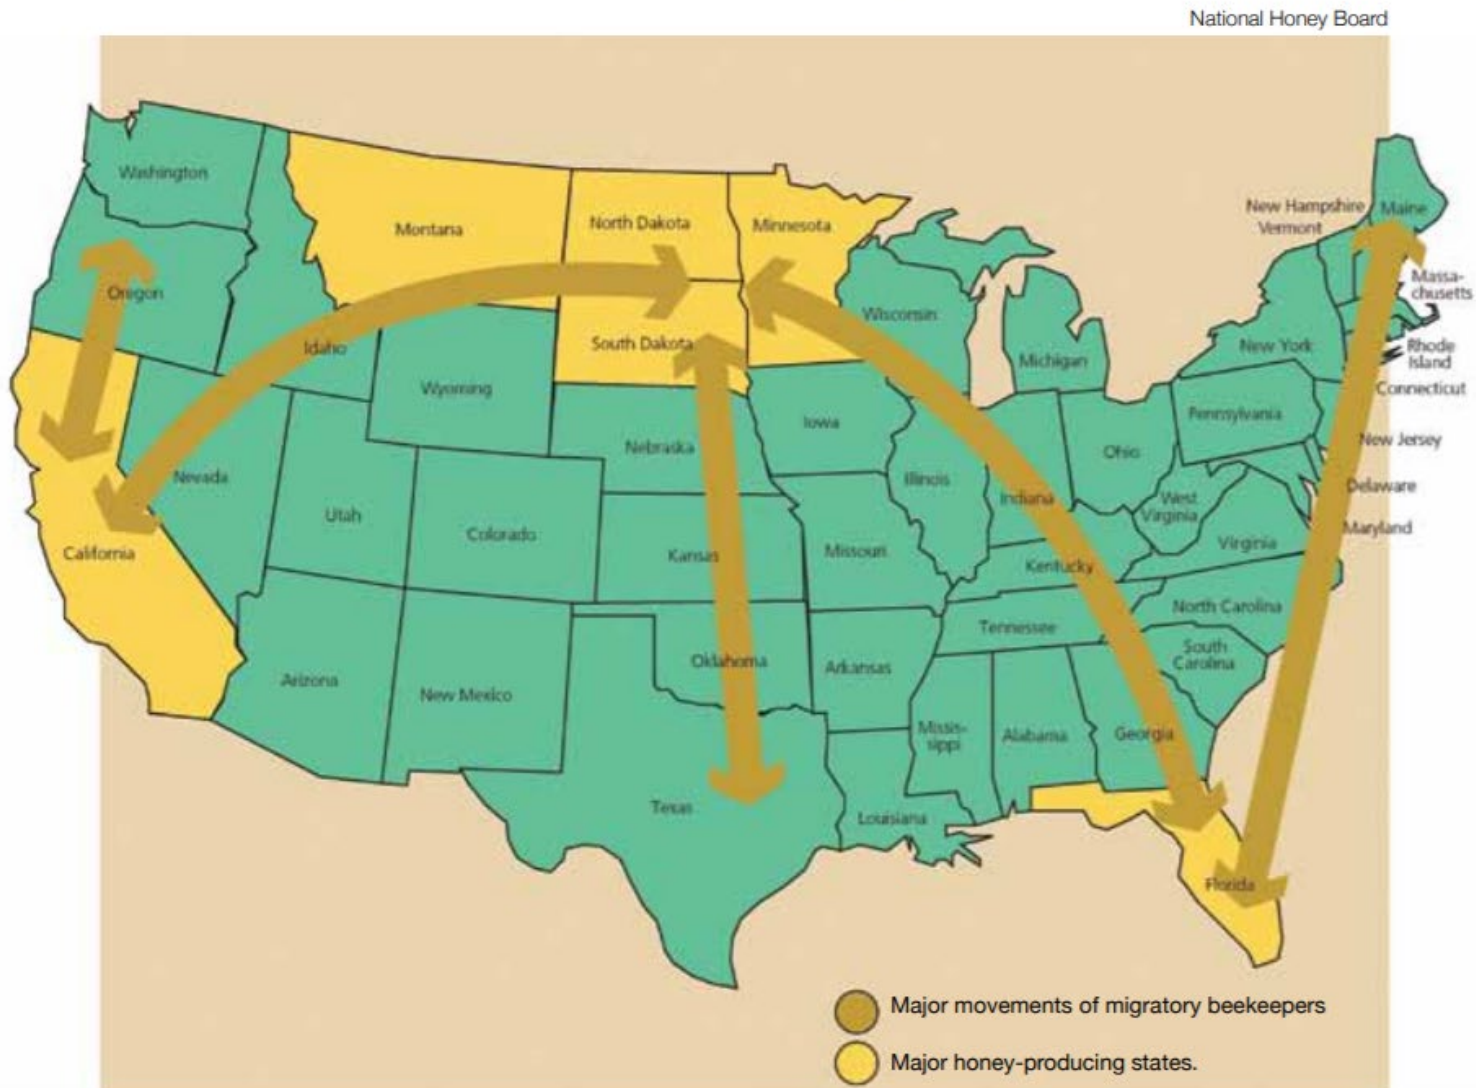 National Honey Board
Washington
Montana
North Dakota
Minnesota
New Hampshire
Vermont
Maine
Oregon
Idaho
Wyoming
South Dakota
Wisconsin
Michigan
New York
Massa-
chusetts
Rhode
Island
Connecticut
Nevada
Utah
Colorado
Nebraska
Iowa
Illinois
Indiana
Ohio
Pennsylvania
New Jersey
Delaware
Maryland
West
Virginia
Virginia
California
Kansas
Missouri
Kentucky
Tennessee
North Carolina
South
Carolina
Arizona
New Mexico
Oklahoma
Arkansas
Missis-
sippi
Alabama
Georgia
Texas
Louisiana
Florida
Major movements of migratory beekeepers
Major honey-producing states.